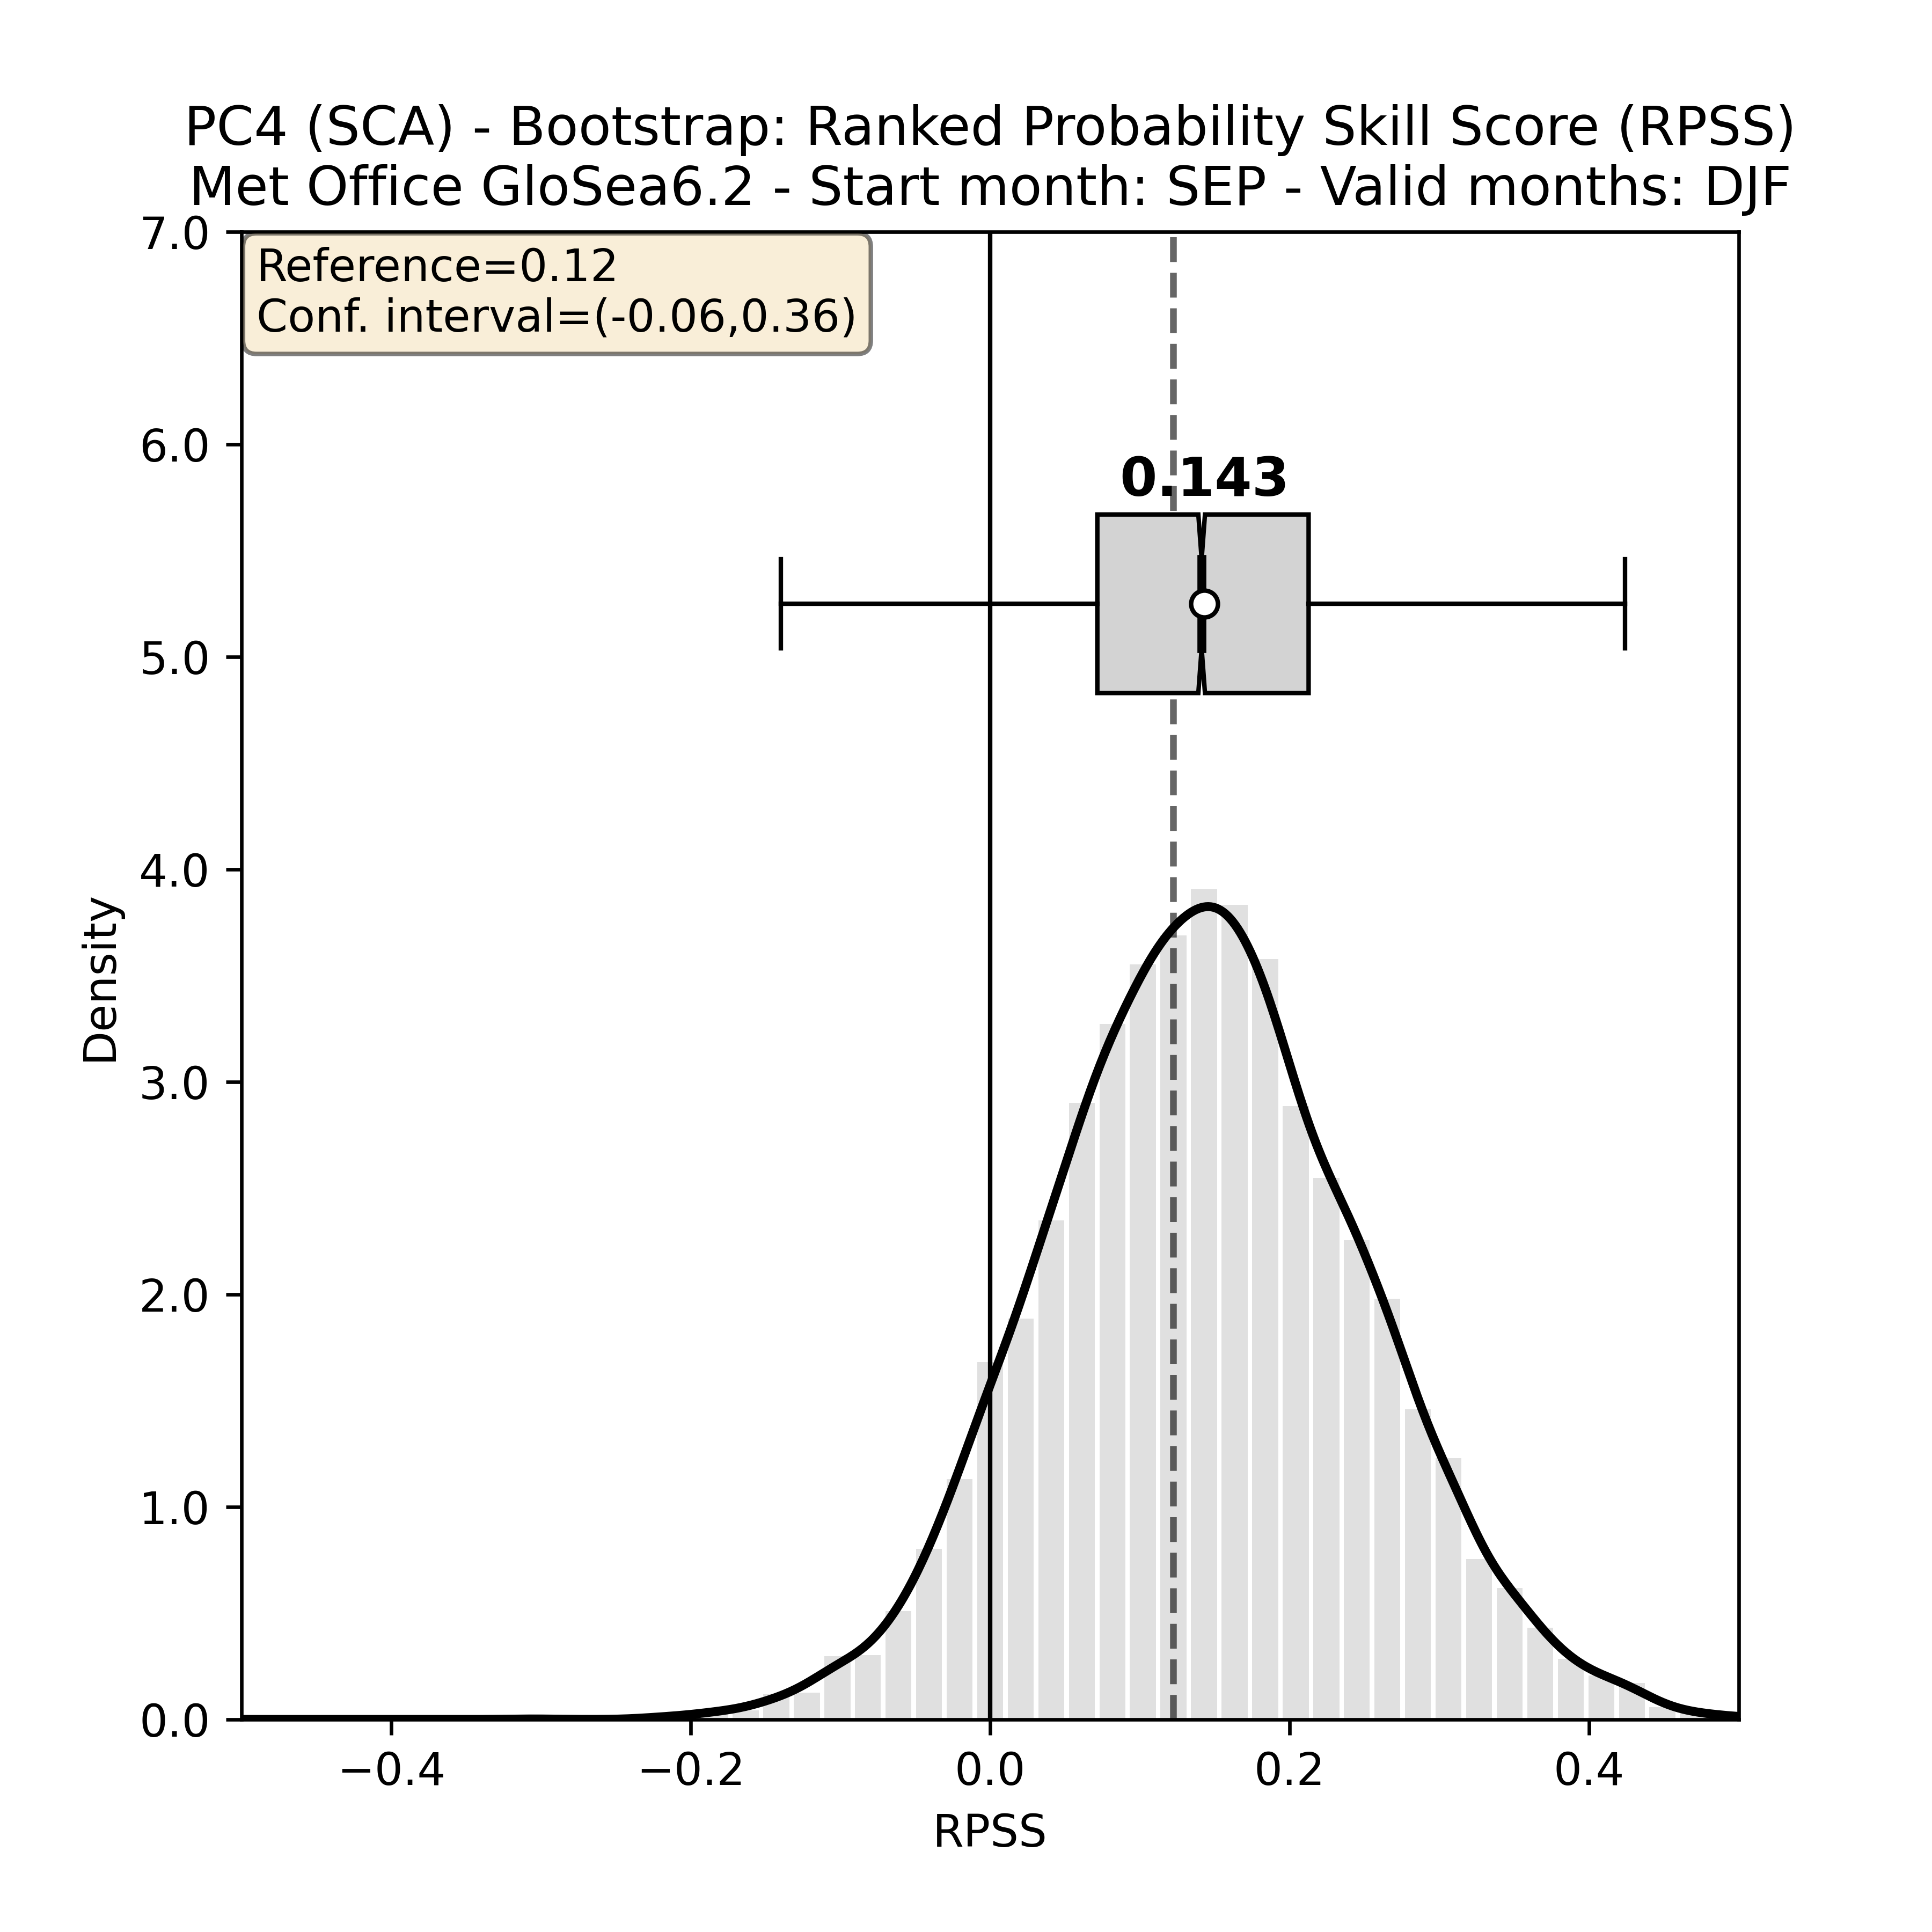 PC4 (SCA) - Bootstrap: Ranked Probability Skill Score (RPSS)
Met Office GloSea6.2 - Start month: SEP - Valid months: DJF
Reference=0.12
Conf. interval=(-0.06,0.36)
0.143
7.0
6.0
5.0
4.0
3.0
2.0
1.0
0.0
Density
−0.4
−0.2
0.0
0.2
0.4
RPSS